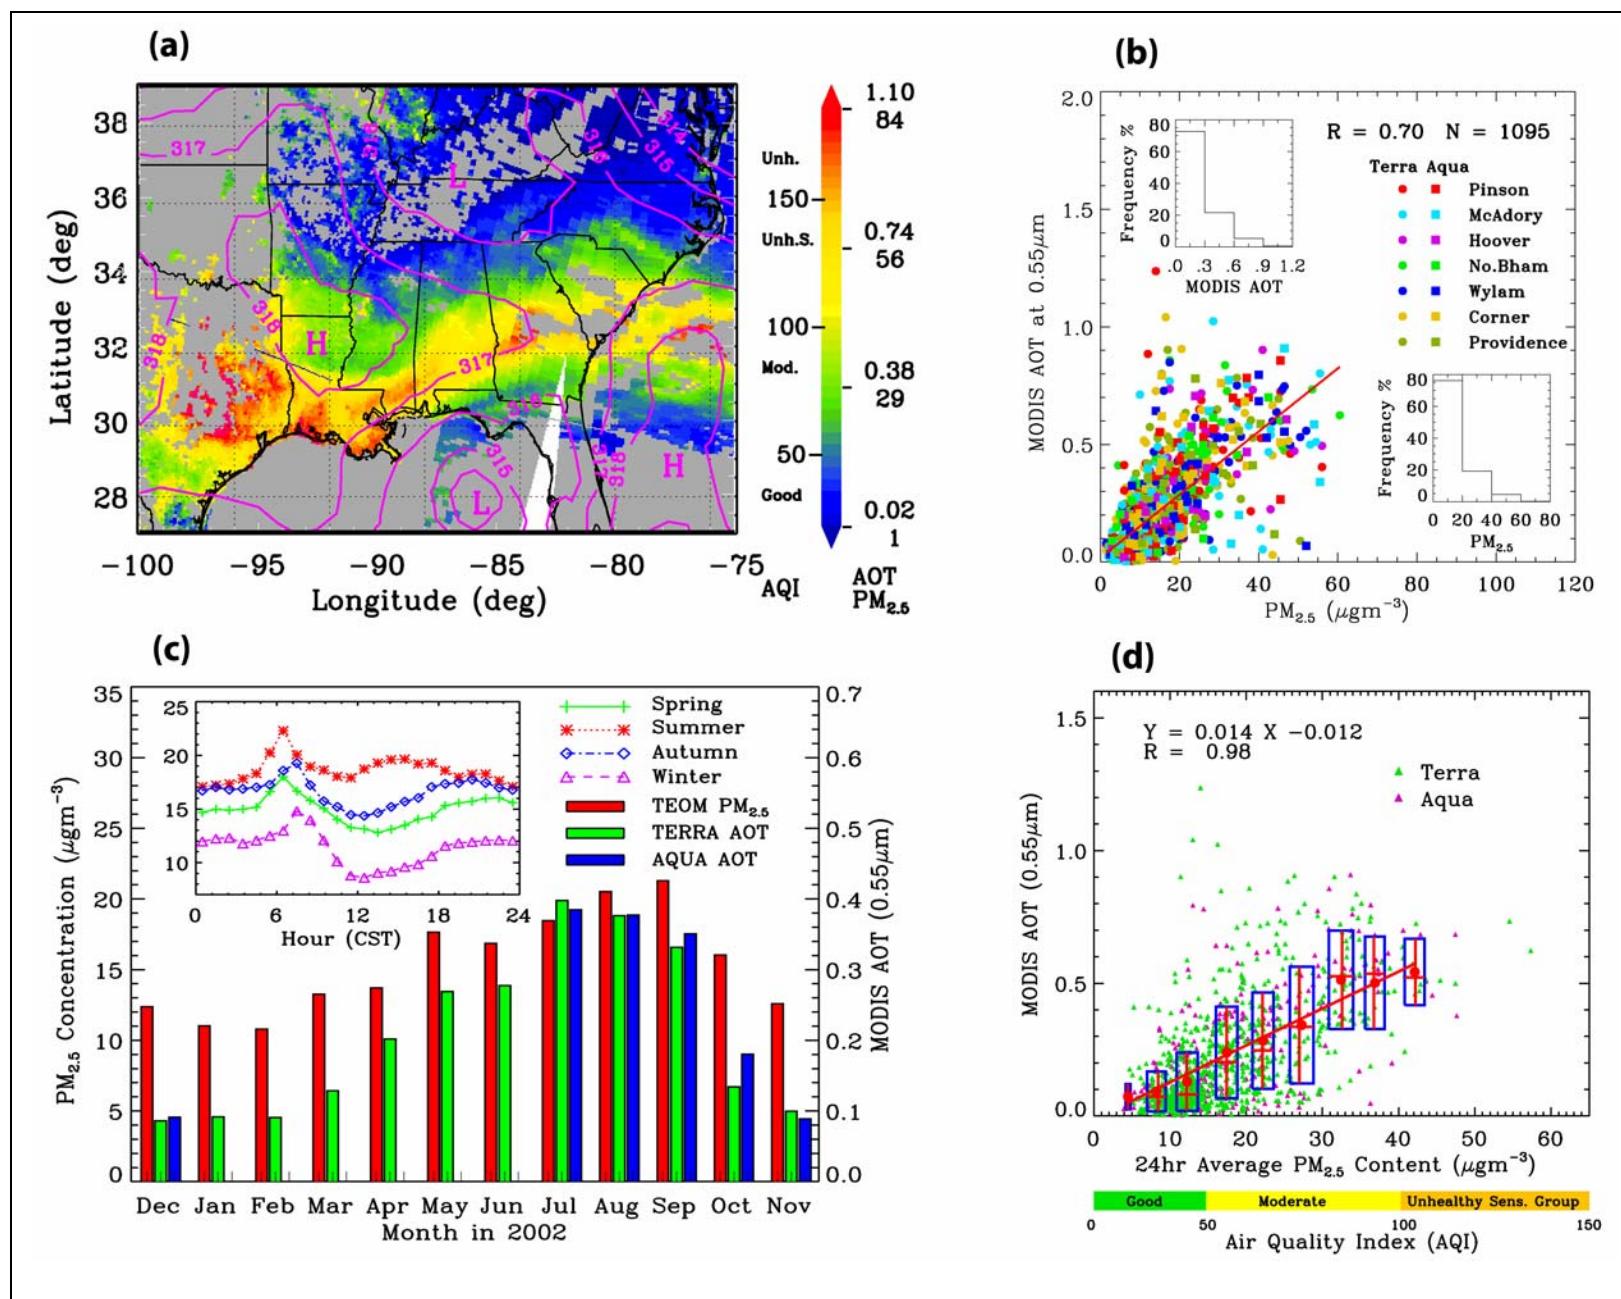 (a)
317
318
316
314
315
L
H
318
318
317
318
315
317
318
H
L
38
36
34
32
30
28
Latitude (deg)
-100 -95 -90 -85 -80 -75
Longitude (deg)
Unh.
150
Unh.S.
100
Mod.
50
Good
AQI
1.10
84
0.74
56
0.38
29
0.02
1
AOT
PM2.5
(b)
2.0
1.5
1.0
0.5
0.0
MODIS AOT at 0.55μm
0 20 40 60 80 100 120
PM2.5 (μgm-3)
R = 0.70 N = 1095
Terra Aqua
Pinson
McAdory
Hoover
No.Bham
Wylam
Corner
Providence
Frequency %
80
60
40
20
0
.0 .3 .6 .9 1.2
MODIS AOT
Frequency %
80
60
40
20
0
0 20 40 60 80
PM2.5
(c)
35
30
25
20
15
10
5
0
PM2.5 Concentration (μgm-3)
25
20
15
10
0 6 12 18 24
Hour (CST)
Spring
Summer
Autumn
Winter
TEOM PM2.5
TERRA AOT
AQUA AOT
0.7
0.6
0.5
0.4
0.3
0.2
0.1
0.0
MODIS AOT (0.55μm)
Dec Jan Feb Mar Apr May Jun Jul Aug Sep Oct Nov
Month in 2002
(d)
Y = 0.014 X -0.012
R = 0.98
Terra
Aqua
1.5
1.0
0.5
0.0
MODIS AOT (0.55μm)
0 10 20 30 40 50 60
24hr Average PM2.5 Content (μgm-3)
Good Moderate Unhealthy Sens. Group
0 50 100 150
Air Quality Index (AQI)